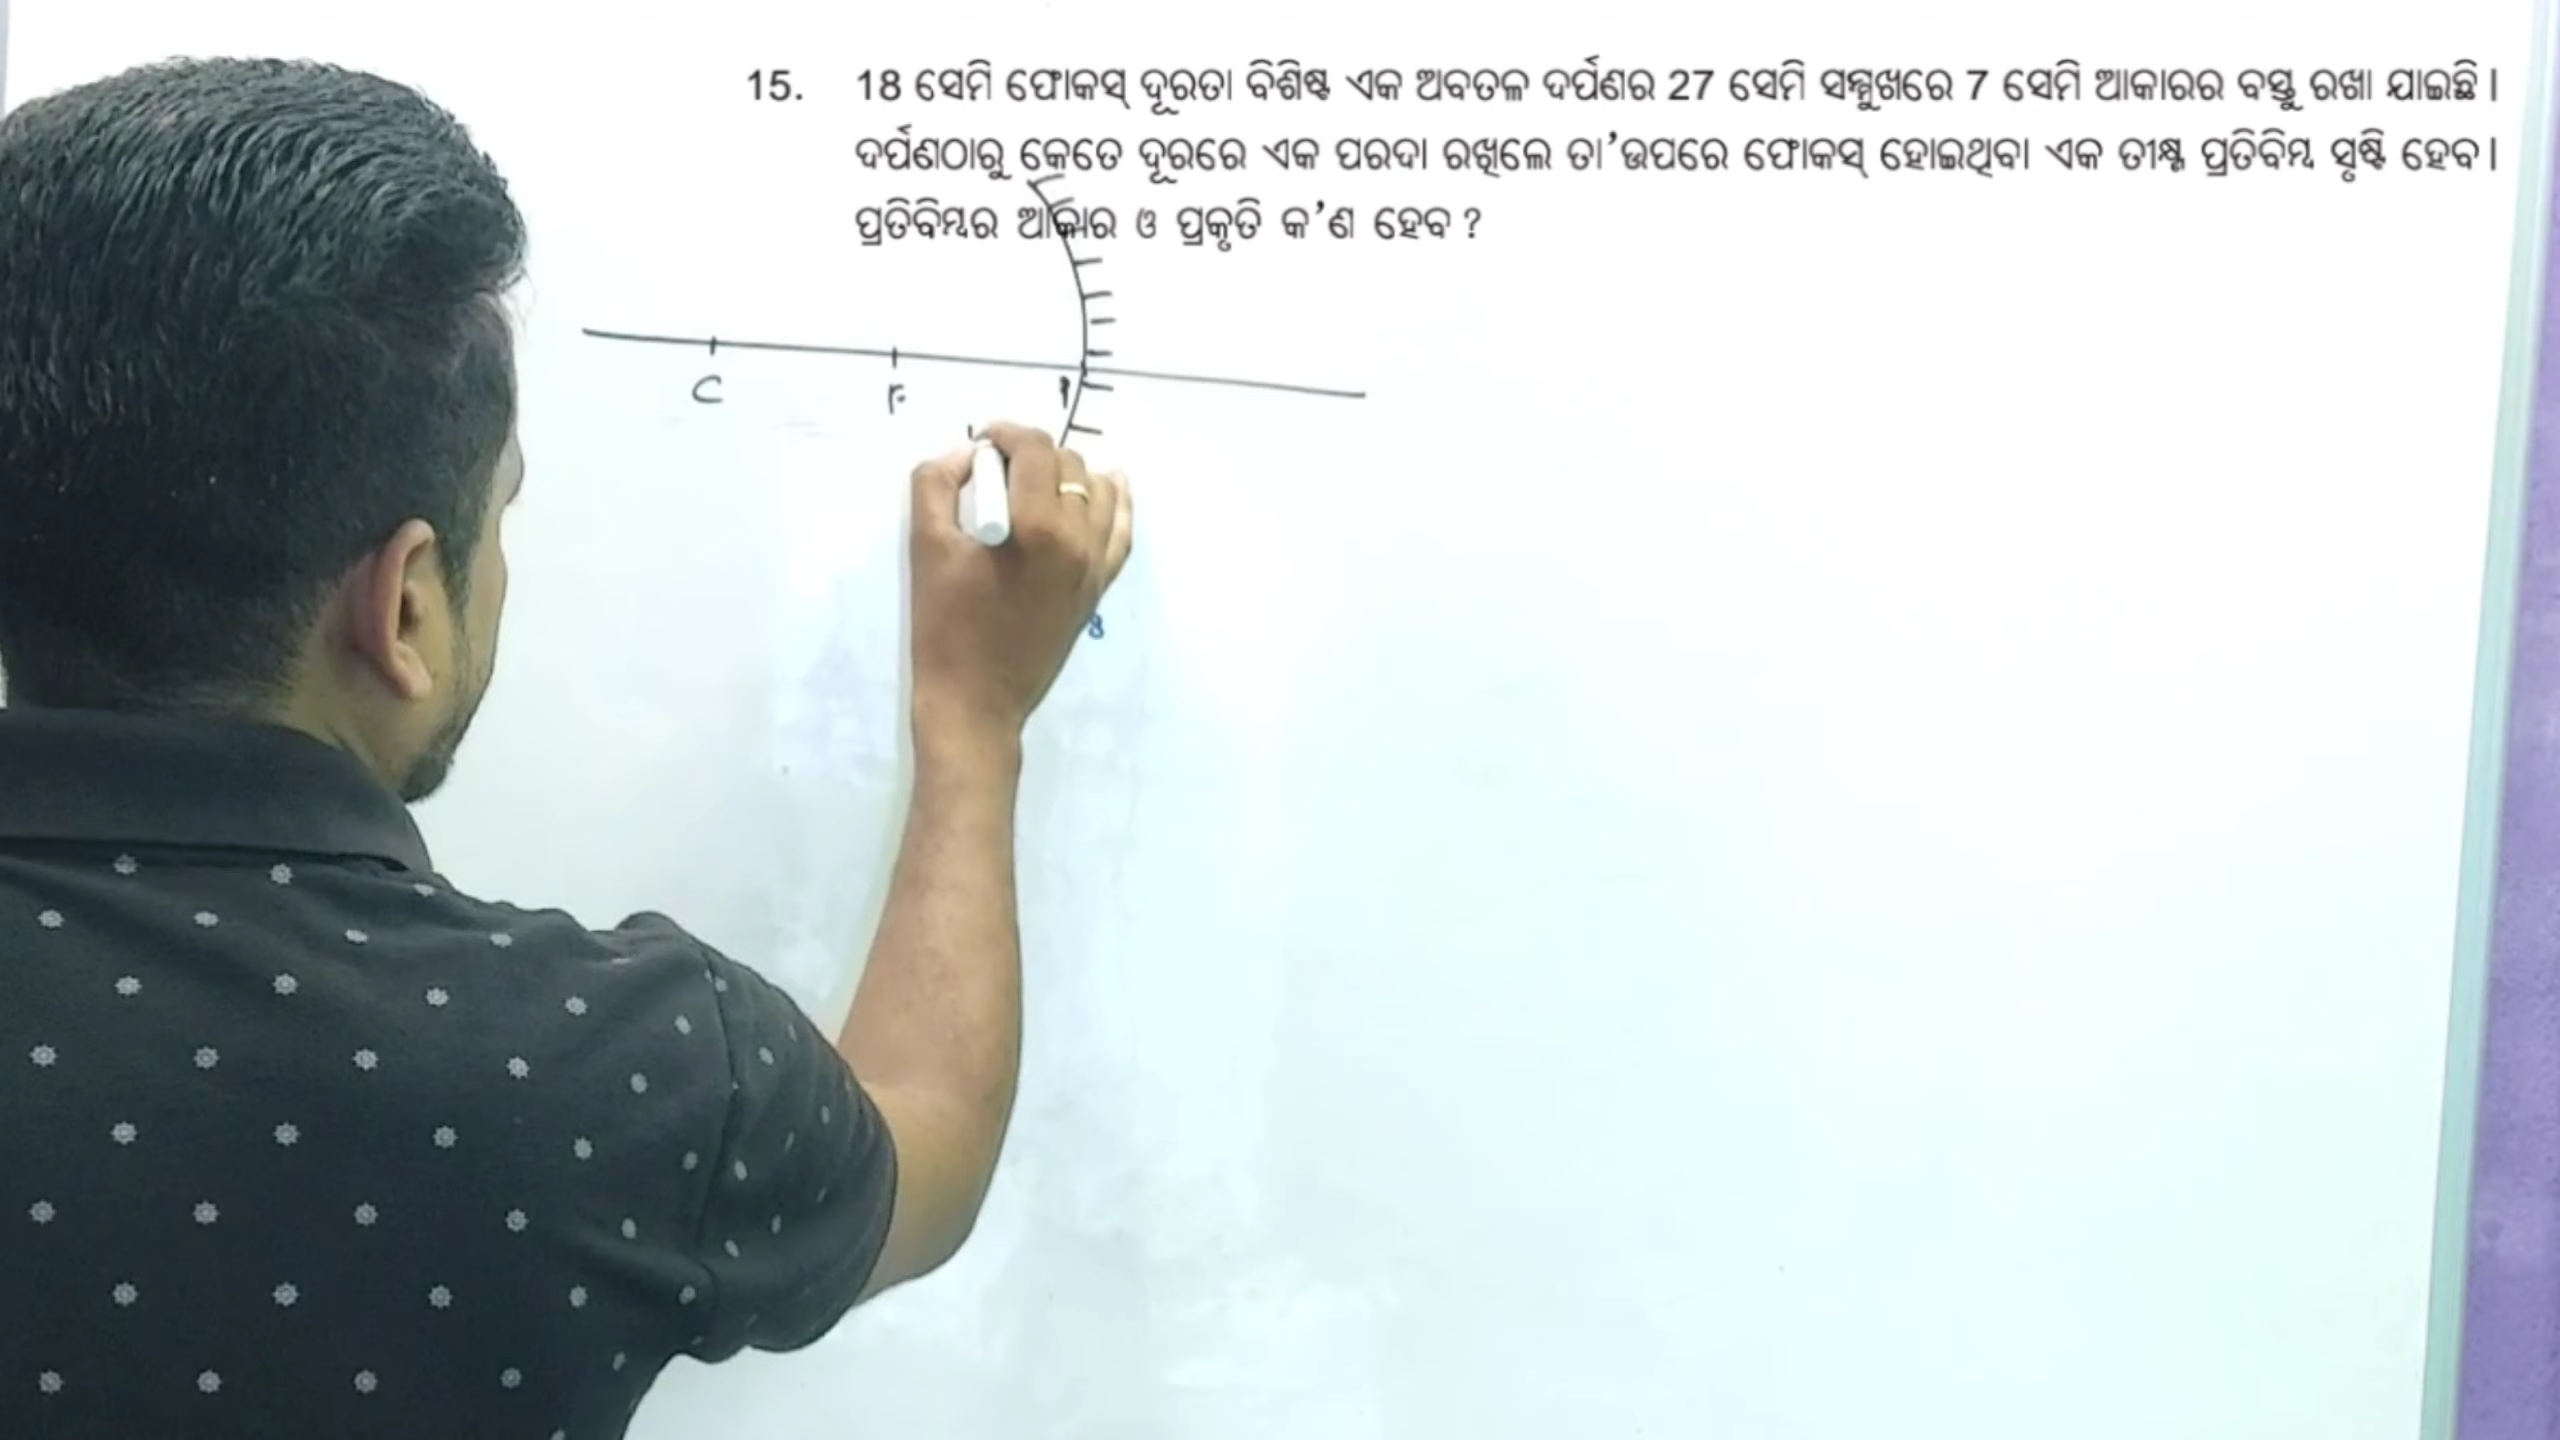 15. 18 ସେମି ଫୋକସ୍ ଦୂରତା ବିଶିଷ୍ଟ ଏକ ଅବତଳ ଦର୍ପଣର 27 ସେମି ସମ୍ମୁଖରେ 7 ସେମି ଆକାରର ବସ୍ତୁ ରଖା ଯାଇଛି।
ଦର୍ପଣଠାରୁ କେତେ ଦୂରରେ ଏକ ପରଦା ରଖିଲେ ତା’ଉପରେ ଫୋକସ୍ ହୋଇଥିବା ଏକ ତୀକ୍ଷ୍ଣ ପ୍ରତିବିମ୍ବ ସୃଷ୍ଟି ହେବ।
ପ୍ରତିବିମ୍ବର ଆକାର ଓ ପ୍ରକୃତି କ’ଣ ହେବ ?
C F P